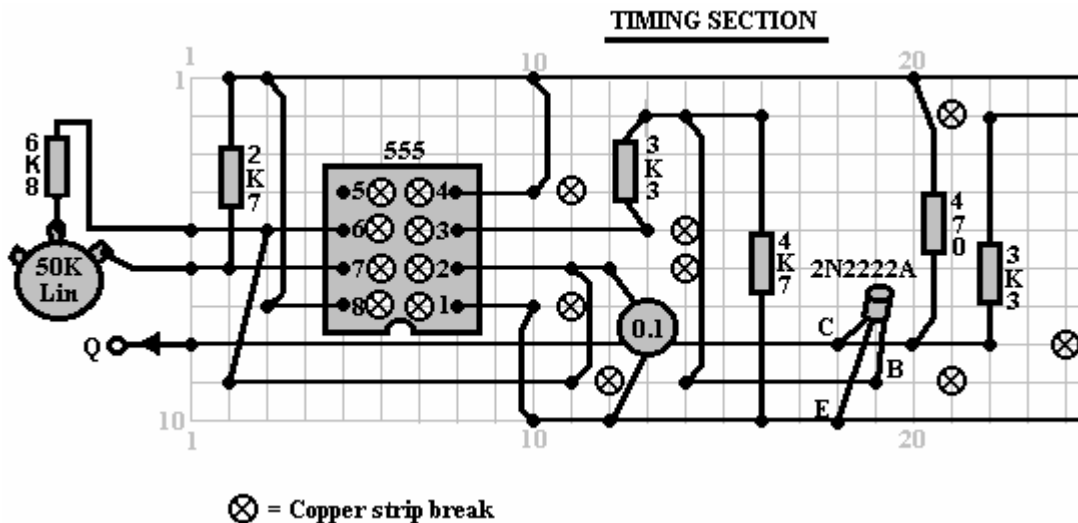 TIMING SECTION
1 10 20
1
6K8
2K7
555
3K3
470
3K3
4K7
5 4
6 3
7 2
8 1
50K
Lin
2N2222A
0.1
C
Q
B
E
10
1 10 20
= Copper strip break